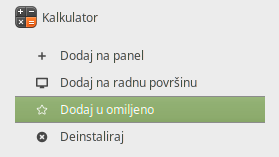 Kalkulator
Dodaj na panel
Dodaj na radnu površinu
Dodaj u omiljeno
Deinstaliraj